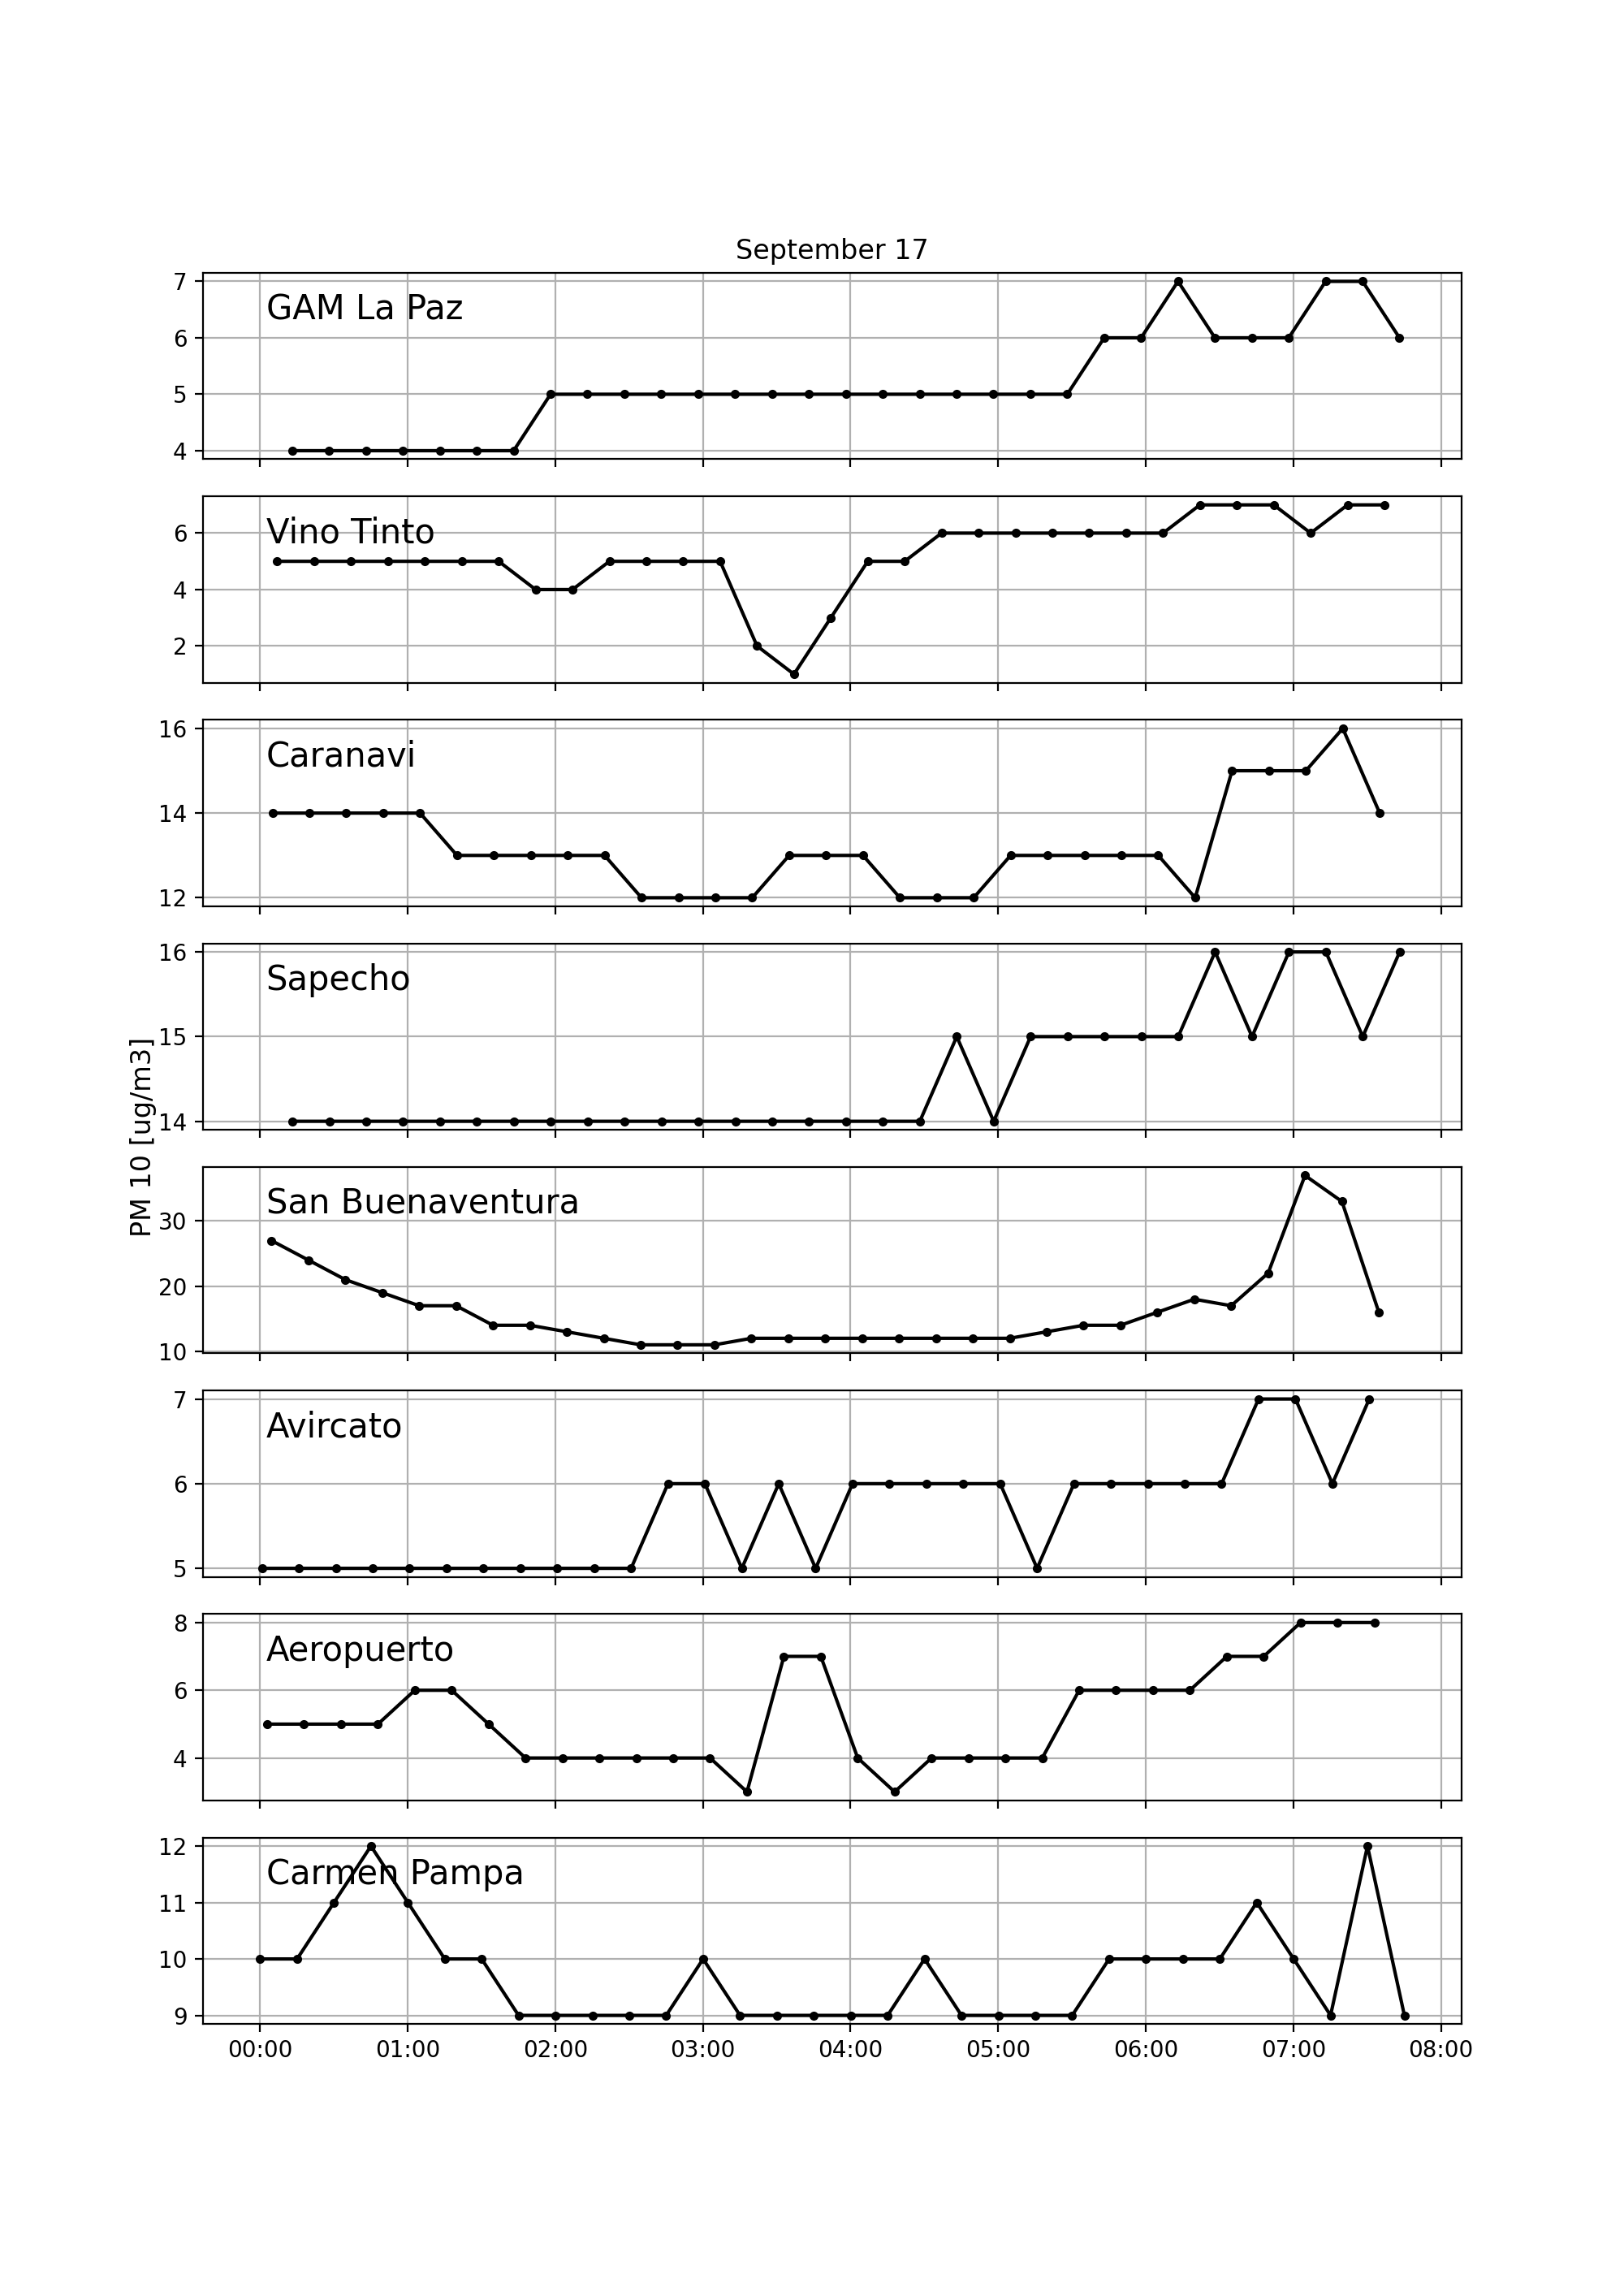 September 17
7
GAM La Paz
6
5
4
Vino Tinto
6
4
2
16
Caranavi
14
12
16
Sapecho
15
14
PM 10 [ug/m3]
San Buenaventura
30
20
10
7
Avircato
6
5
8
Aeropuerto
6
4
12
Carmen Pampa
11
10
9
00:00 01:00 02:00 03:00 04:00 05:00 06:00 07:00 08:00